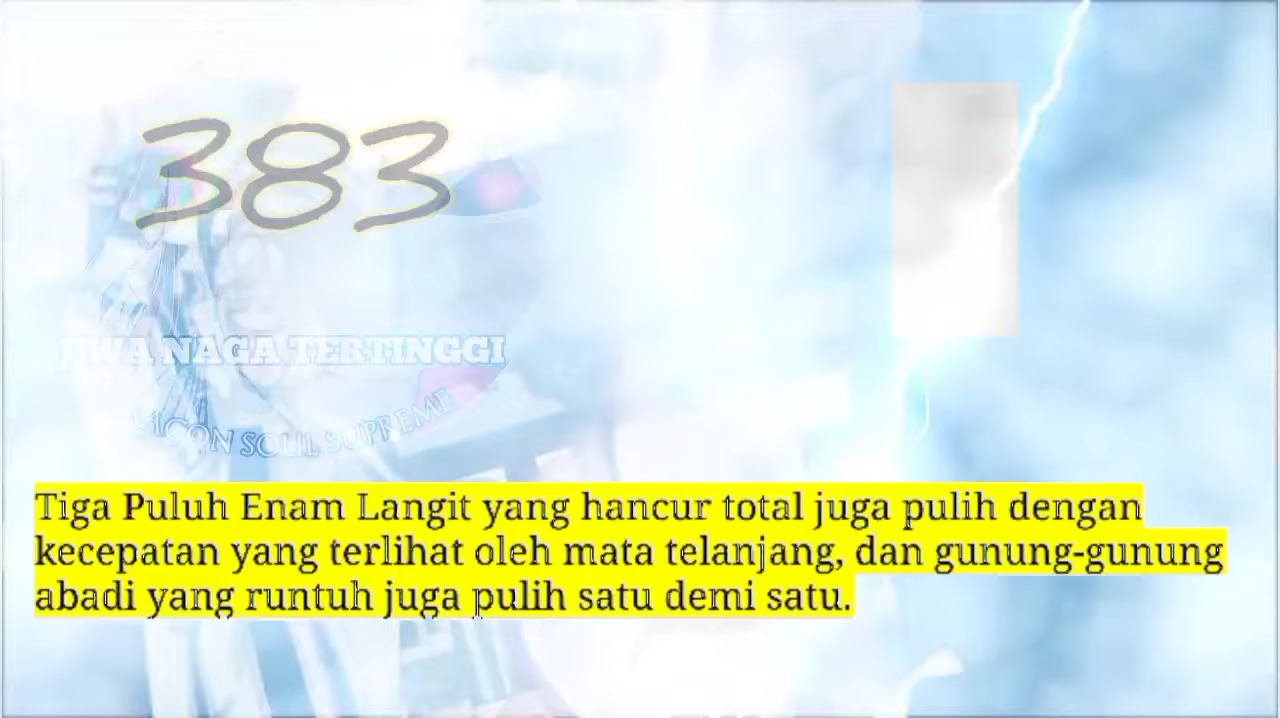 383
JIWA NAGA TERTINGGI
SOUL SUPREME
Tiga Puluh Enam Langit yang hancur total juga pulih dengan
kecepatan yang terlihat oleh mata telanjang, dan gunung-gunung
abadi yang runtuh juga pulih satu demi satu.